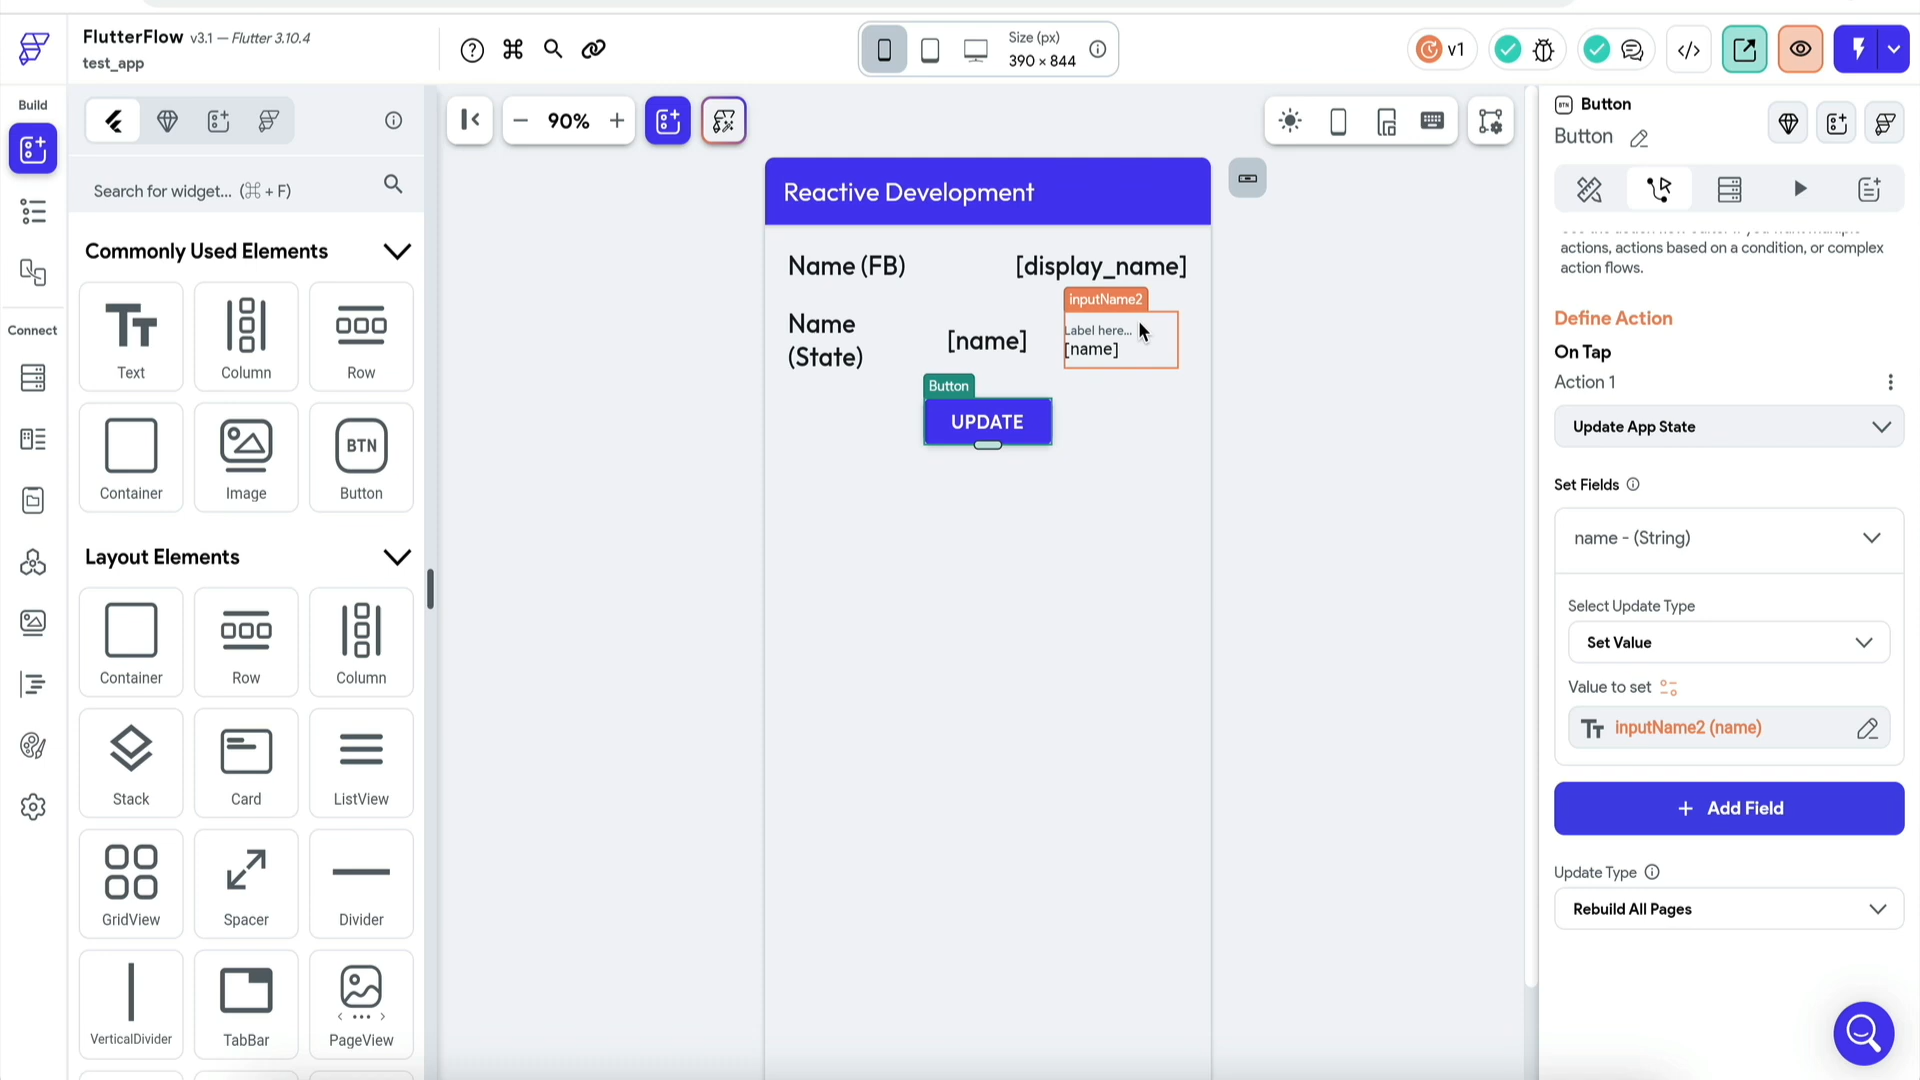 FlutterFlow v3.1 — Flutter 3.10.4
test_app
Size (px)
390 × 844
v1
Build
Connect
90%
Search for widget... (⌘ + F)
Commonly Used Elements
Text
Column
Row
Container
Image
BTN
Button
Layout Elements
Container
Row
Column
Stack
Card
ListView
GridView
Spacer
Divider
VerticalDivider
TabBar
PageView
Reactive Development
Name (FB)
[display_name]
inputName2
Name
(State)
[name]
Label here...
[name]
Button
UPDATE
BTN
Button
Button
actions, actions based on a condition, or complex
action flows.
Define Action
On Tap
Action 1
Update App State
Set Fields
name - (String)
Select Update Type
Set Value
Value to set
inputName2 (name)
+ Add Field
Update Type
Rebuild All Pages